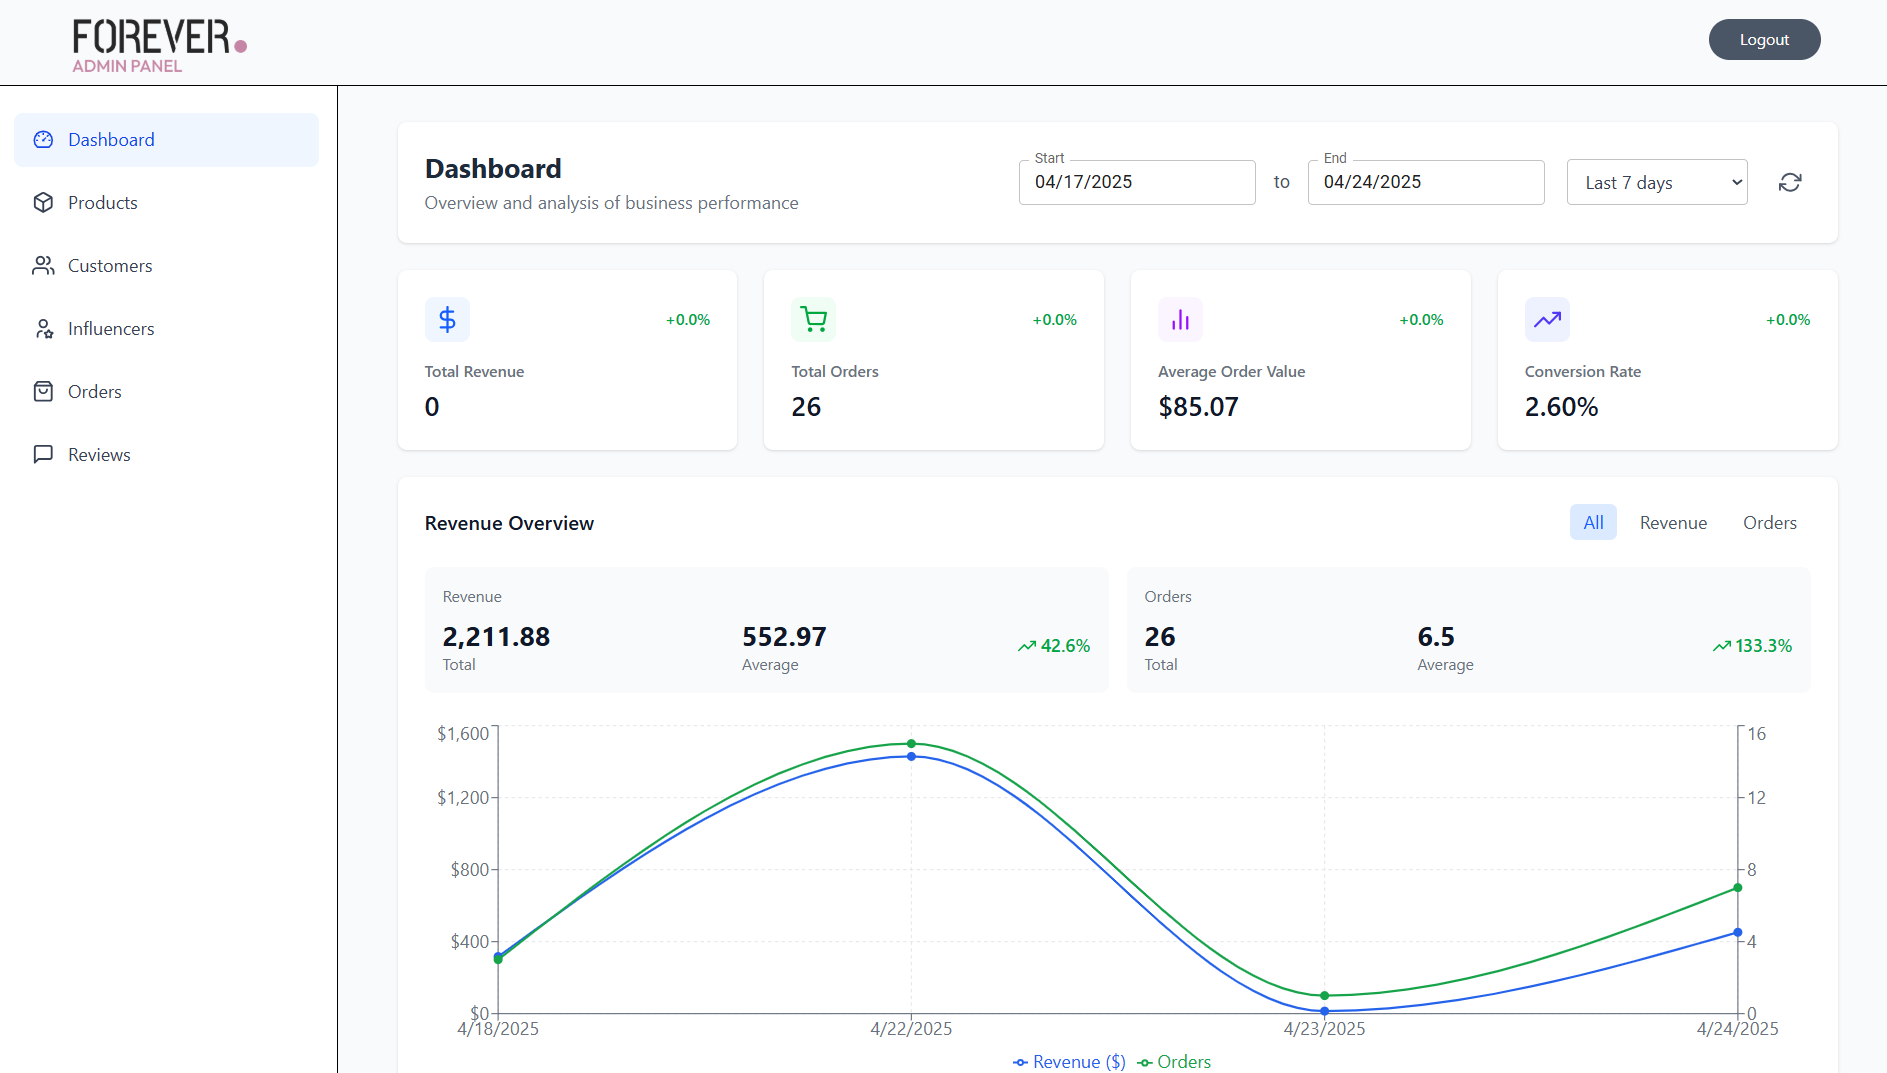 FOREVER.
ADMIN PANEL
Logout
Dashboard
Products
Customers
Influencers
Orders
Reviews
Dashboard
Overview and analysis of business performance
Start
04/17/2025
to
End
04/24/2025
Last 7 days
+0.0%
Total Revenue
0
+0.0%
Total Orders
26
+0.0%
Average Order Value
$85.07
+0.0%
Conversion Rate
2.60%
Revenue Overview
All Revenue Orders
Revenue
2,211.88
Total
552.97
Average
42.6%
Orders
26
Total
6.5
Average
133.3%
$1,600
$1,200
$800
$400
$0
16
12
8
4
0
4/18/2025 4/22/2025 4/23/2025 4/24/2025
Revenue ($) Orders